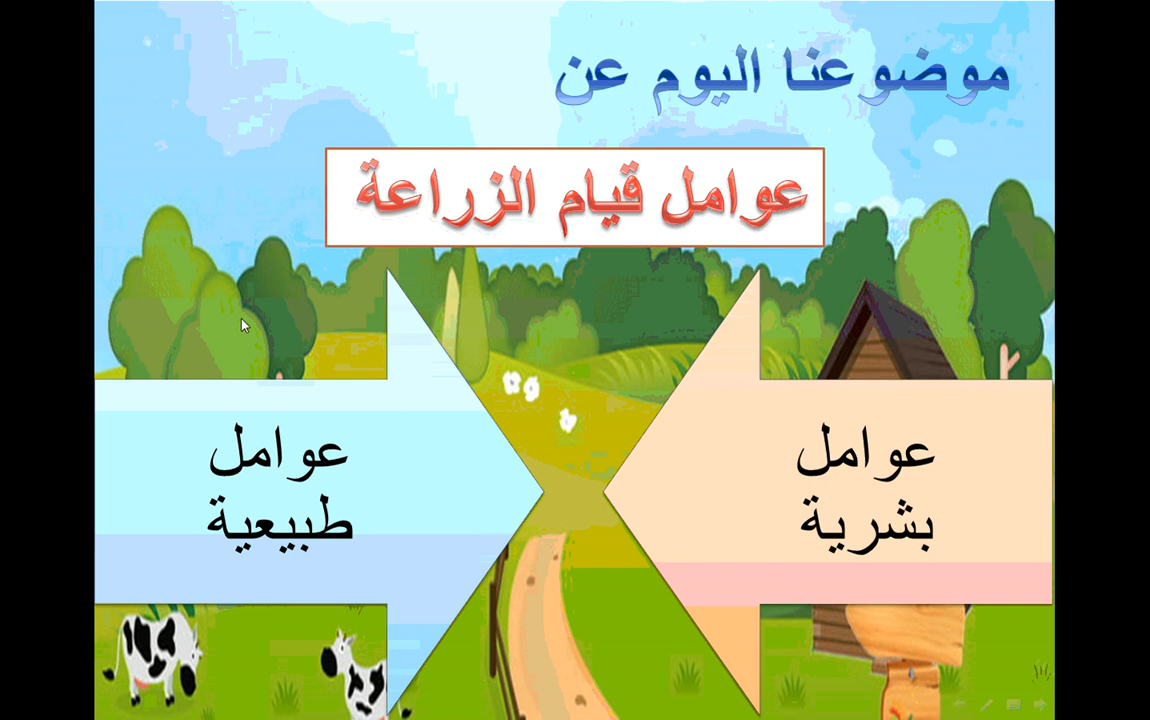 موضوعنا اليوم عن
عوامل قيام الزراعة
عوامل
بشرية
عوامل
طبيعية